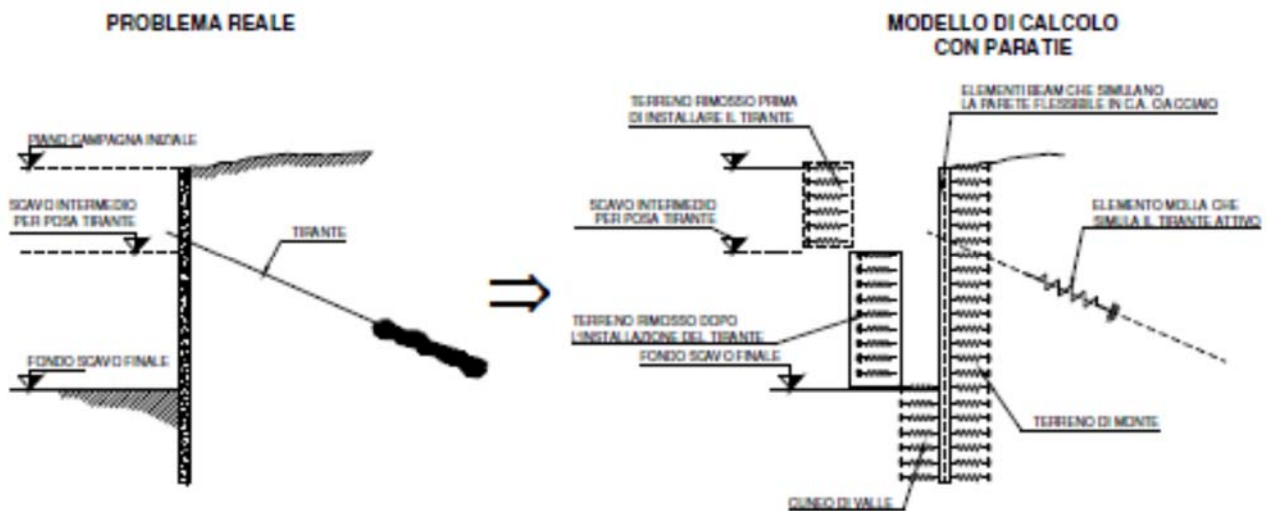 PROBLEMA REALE
PIANO CAMPAGNA INIZIALE
SCAVO INTERMEDIO
PER POSA TIRANTE
TIRANTE
FONDO SCAVO FINALE
MODELLO DI CALCOLO
CON PARATIE
TERRENO RIMOSSO PRIMA
DI INSTALLARE IL TIRANTE
ELEMENTI BEAM CHE SIMULANO
LA PARETE FLESSIBILE IN C.A. O ACCIAIO
SCAVO INTERMEDIO
PER POSA TIRANTE
ELEMENTO MOLLA CHE
SIMULA IL TIRANTE ATTIVO
TERRENO RIMOSSO DOPO
L'INSTALLAZIONE DEL TIRANTE
FONDO SCAVO FINALE
TERRENO DI MONTE
CUNEO DI VALLE